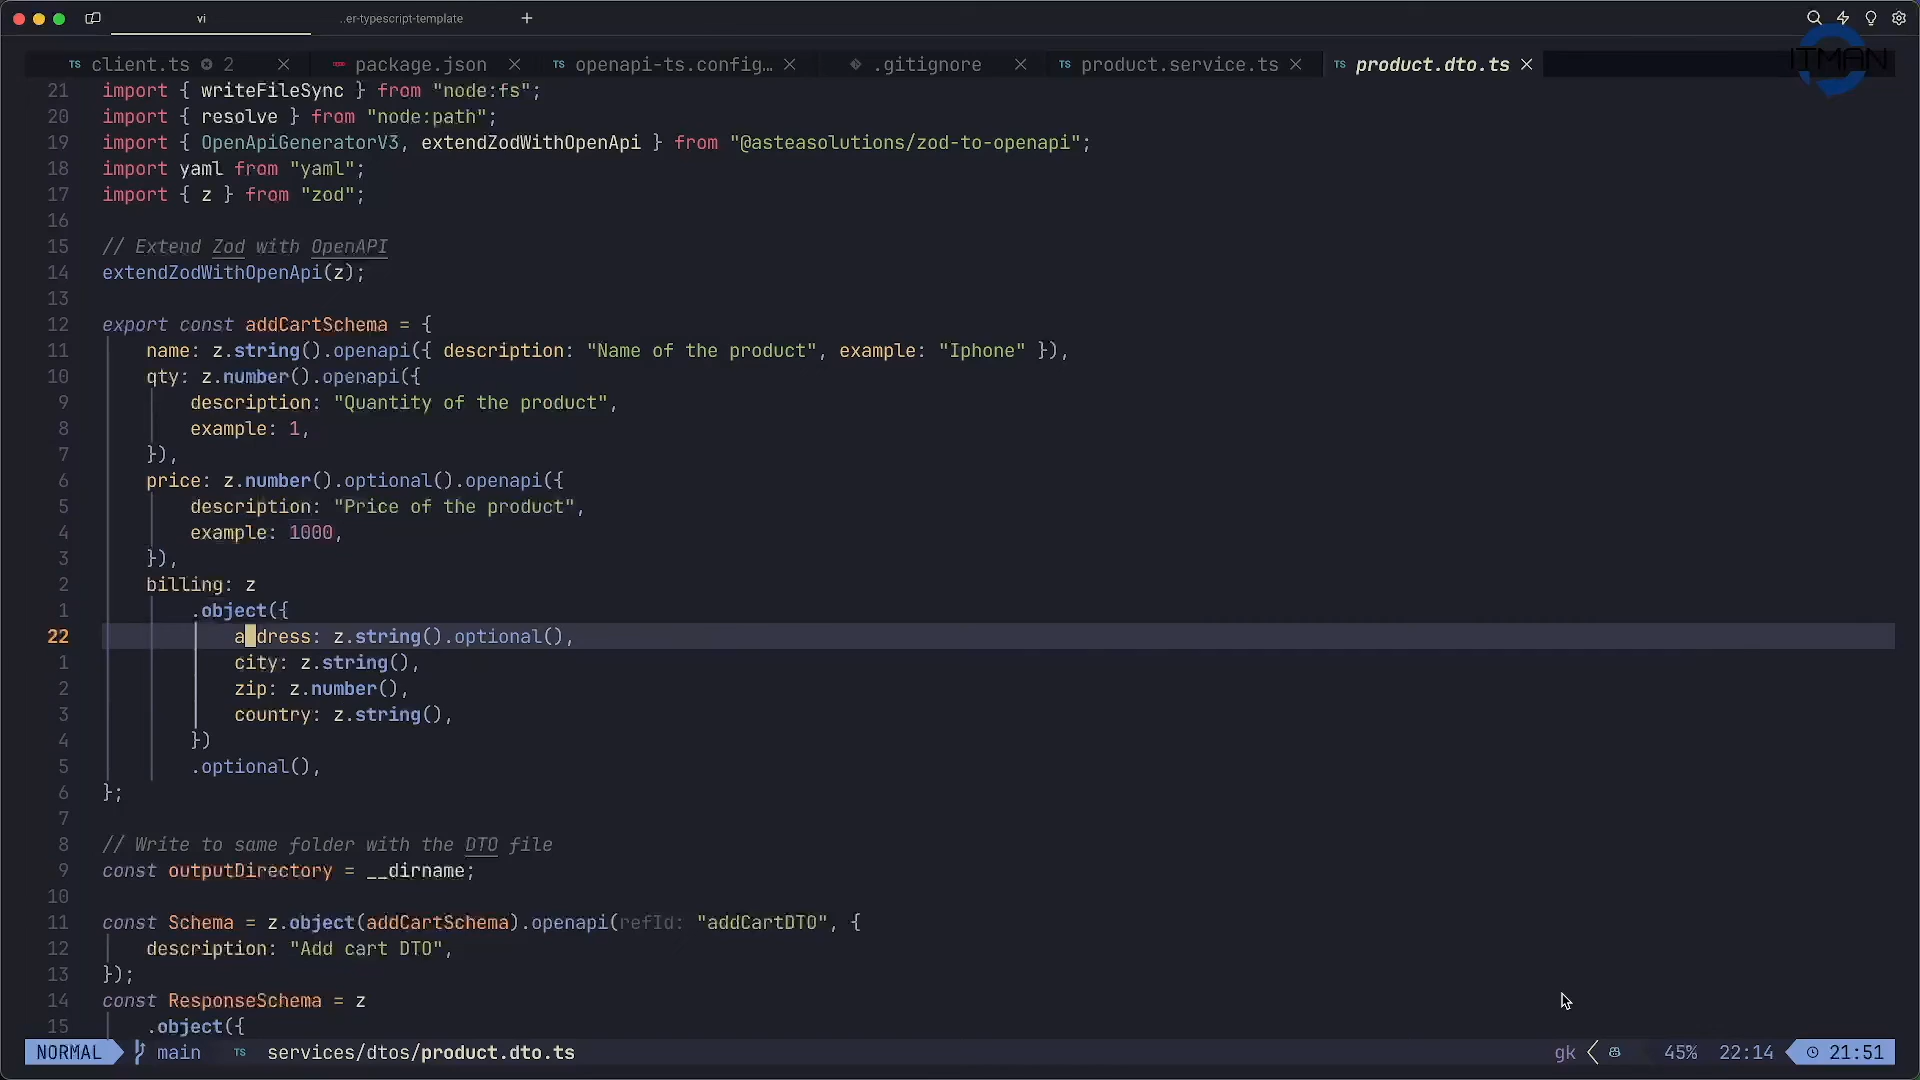 vi ..er-typescript-template +
TS client.ts 2 × package.json × TS openapi-ts.config… × .gitignore × TS product.service.ts × TS product.dto.ts ×
ITMAN
21 import { writeFileSync } from "node:fs";
20 import { resolve } from "node:path";
19 import { OpenApiGeneratorV3, extendZodWithOpenApi } from "@asteasolutions/zod-to-openapi";
18 import yaml from "yaml";
17 import { z } from "zod";
16
15 // Extend Zod with OpenAPI
14 extendZodWithOpenApi(z);
13
12 export const addCartSchema = {
11 name: z.string().openapi({ description: "Name of the product", example: "Iphone" }),
10 qty: z.number().openapi({
9 description: "Quantity of the product",
8 example: 1,
7 }),
6 price: z.number().optional().openapi({
5 description: "Price of the product",
4 example: 1000,
3 }),
2 billing: z
1 .object({
22 address: z.string().optional(),
1 city: z.string(),
2 zip: z.number(),
3 country: z.string(),
4 })
5 .optional(),
6 };
7
8 // Write to same folder with the DTO file
9 const outputDirectory = __dirname;
10
11 const Schema = z.object(addCartSchema).openapi(refId: "addCartDTO", {
12 description: "Add cart DTO",
13 });
14 const ResponseSchema = z
15 .object({
NORMAL main TS services/dtos/product.dto.ts gk 45% 22:14 21:51